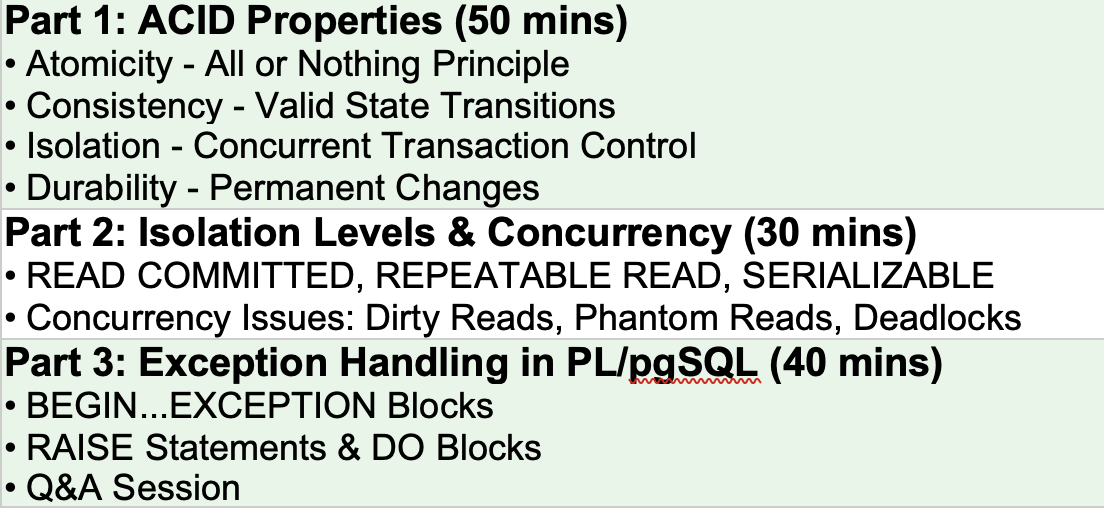 Part 1: ACID Properties (50 mins)
• Atomicity - All or Nothing Principle
• Consistency - Valid State Transitions
• Isolation - Concurrent Transaction Control
• Durability - Permanent Changes
Part 2: Isolation Levels & Concurrency (30 mins)
• READ COMMITTED, REPEATABLE READ, SERIALIZABLE
• Concurrency Issues: Dirty Reads, Phantom Reads, Deadlocks
Part 3: Exception Handling in PL/pgSQL (40 mins)
• BEGIN...EXCEPTION Blocks
• RAISE Statements & DO Blocks
• Q&A Session